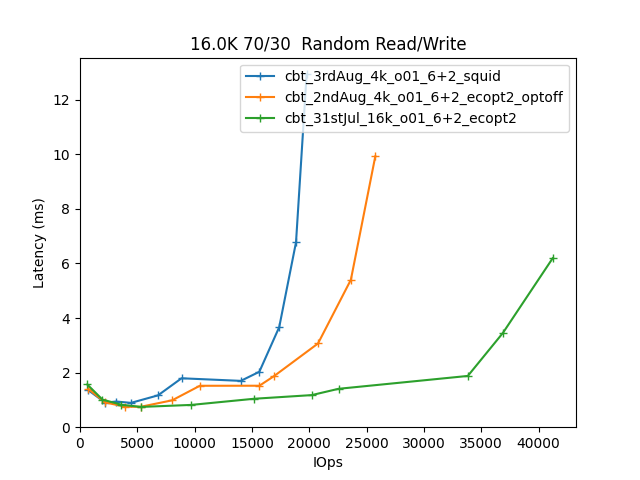 16.0K 70/30  Random Read/Write
cbt_3rdAug_4k_o01_6+2_squid
cbt_2ndAug_4k_o01_6+2_ecopt2_optoff
cbt_31stJul_16k_o01_6+2_ecopt2
Latency (ms)
12
10
8
6
4
2
0
0 5000 10000 15000 20000 25000 30000 35000 40000
IOps